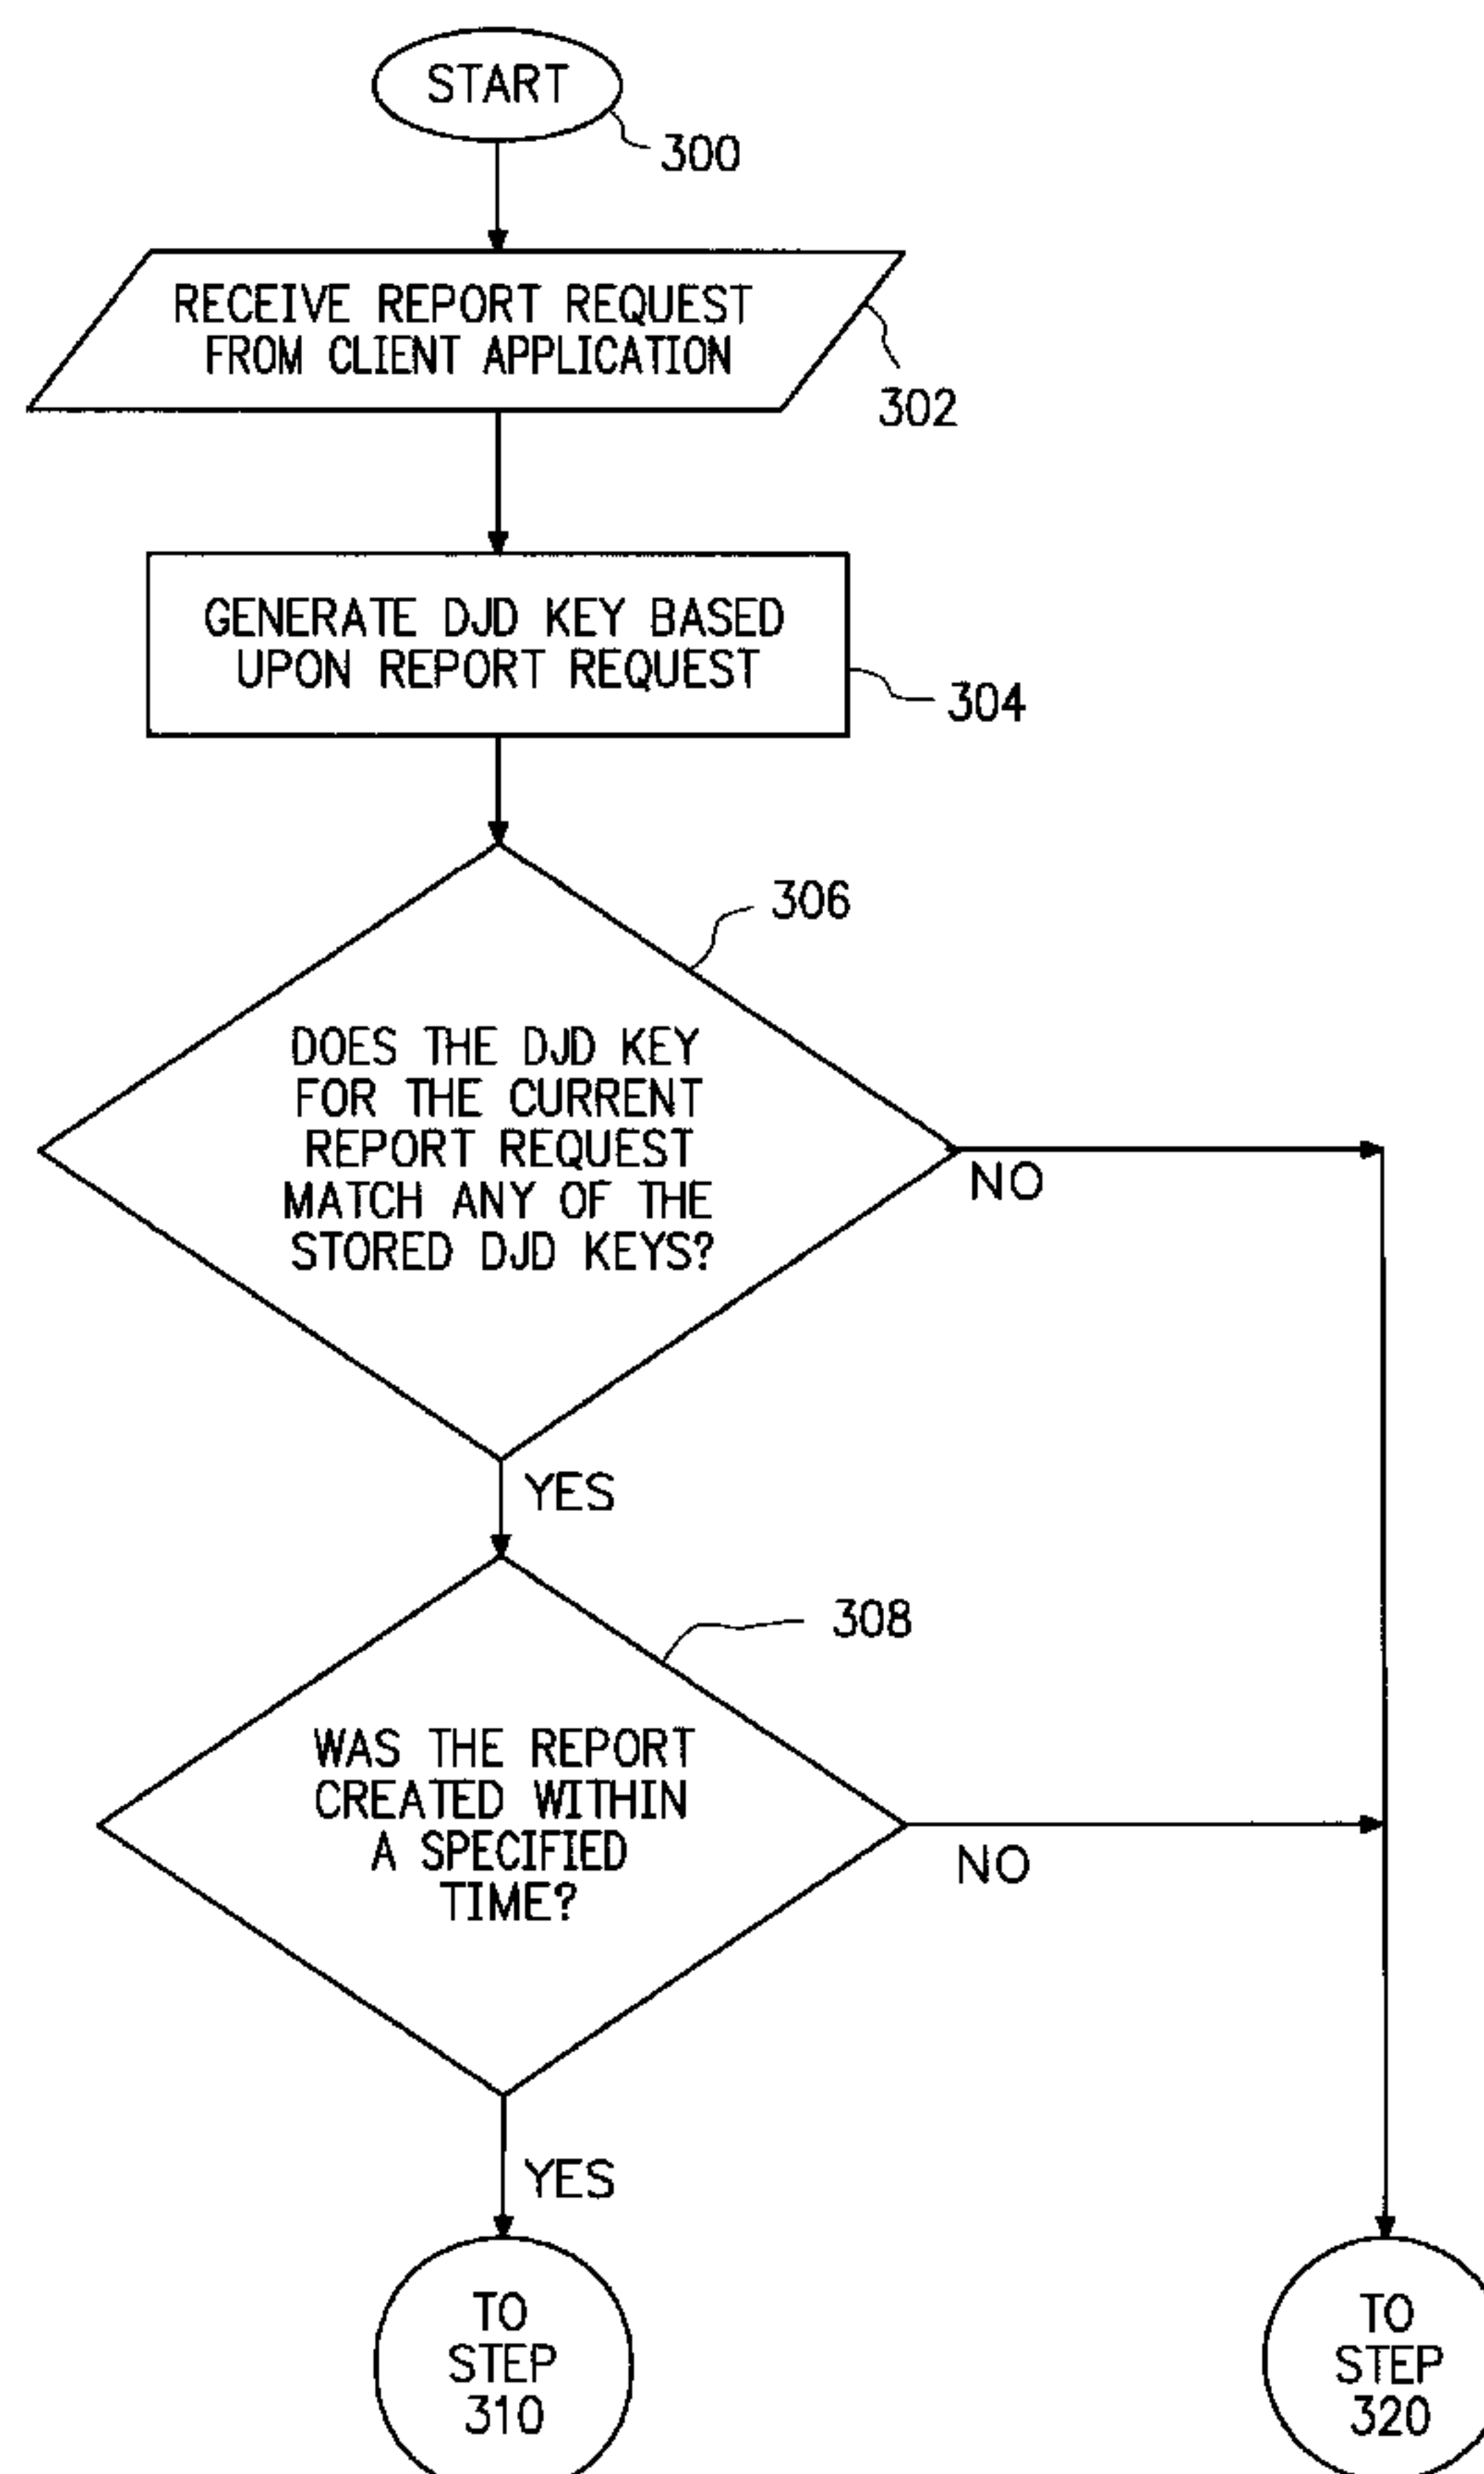 START
300
RECEIVE REPORT REQUEST
FROM CLIENT APPLICATION
302
GENERATE DJD KEY BASED
UPON REPORT REQUEST
304
306
DOES THE DJD KEY
FOR THE CURRENT
REPORT REQUEST
MATCH ANY OF THE
STORED DJD KEYS?
NO
YES
308
WAS THE REPORT
CREATED WITHIN
A SPECIFIED
TIME?
NO
YES
TO
STEP
310
TO
STEP
320